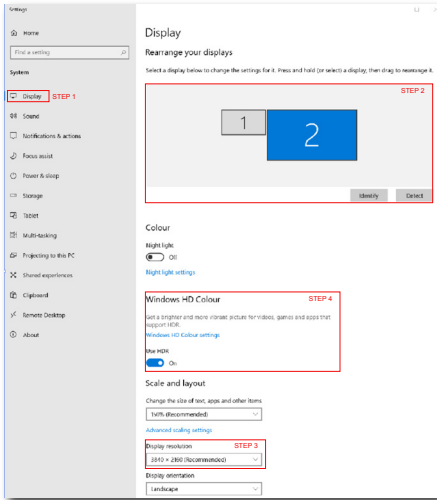 Settings
Home
Find a setting
System
Display STEP 1
Sound
Notifications & actions
Focus assist
Power & sleep
Storage
Tablet
Multi-tasking
Projecting to this PC
Shared experiences
Clipboard
Remote Desktop
About
Display
Rearrange your displays
Select a display below to change the settings for it. Press and hold (or select) a display, then drag to rearrange it.
STEP 2
1
2
Identify Detect
Colour
Night light
Off
Night light settings
Windows HD Colour STEP 4
Get a brighter and more vibrant picture for videos, games and apps that
support HDR.
Windows HD Colour settings
Use HDR
On
Scale and layout
Change the size of text, apps and other items
150% (Recommended)
Advanced scaling settings
Display resolution STEP 3
3840 × 2160 (Recommended)
Display orientation
Landscape